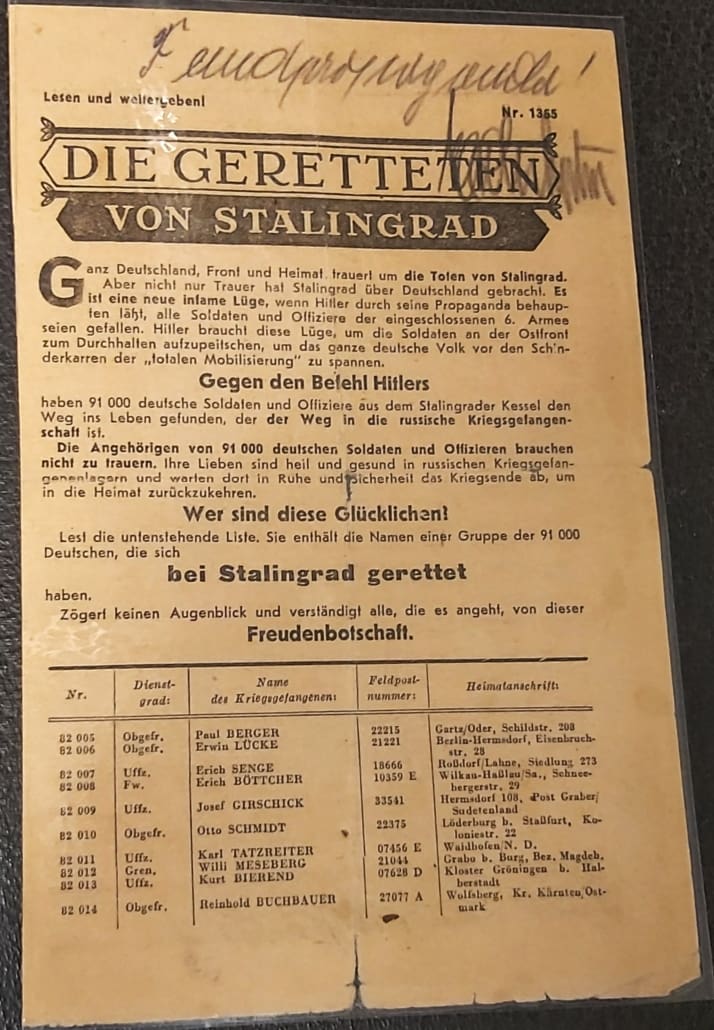 Feindpropaganda!
Lesen und weitergeben!
Nr. 1355
DIE GERETTETEN
VON STALINGRAD
Ganz Deutschland, Front und Heimat trauert um die Toten von Stalingrad.
Aber nicht nur Trauer hat Stalingrad über Deutschland gebracht. Es
ist eine neue infame Lüge, wenn Hitler durch seine Propaganda behaup-
ten läßt, alle Soldaten und Offiziere der eingeschlossenen 6. Armee
seien gefallen. Hitler braucht diese Lüge, um die Soldaten an der Ostfront
zum Durchhalten aufzupeitschen, um das ganze deutsche Volk vor den Schin-
derkarren der „totalen Mobilisierung" zu spannen.
Gegen den Befehl Hitlers
haben 91 000 deutsche Soldaten und Offiziere aus dem Stalingrader Kessel den
Weg ins Leben gefunden, der der Weg in die russische Kriegsgefangen-
schaft ist.
Die Angehörigen von 91 000 deutschen Soldaten und Offizieren brauchen
nicht zu trauern. Ihre Lieben sind heil und gesund in russischen Kriegsgefan-
genenlagern und warten dort in Ruhe und Sicherheit das Kriegsende ab, um
in die Heimat zurückzukehren.
Wer sind diese Glücklichen?
Lest die untenstehende Liste. Sie enthält die Namen einer Gruppe der 91 000
Deutschen, die sich
bei Stalingrad gerettet
haben.
Zögert keinen Augenblick und verständigt alle, die es angeht, von dieser
Freudenbotschaft.
Nr. Dienst-grad: Name des Kriegsgefangenen: Feldpost-nummer: Heimatanschrift:
82 005 Obgefr. Paul BERGER 22215 Gartz/Oder, Schildstr. 208
82 006 Obgefr. Erwin LÜCKE 21221 Berlin-Hermsdorf, Eisenbruch-
str. 28
82 007 Uffz. Erich SENGE 18666 Roßdorf/Lahne, Siedlung 273
82 008 Fw. Erich BÖTTCHER 10359 E Wilkau-Haßlau/Sa., Schnee-
bergerstr. 29
82 009 Uffz. Josef GIRSCHICK 33541 Hermsdorf 108, Post Graber/
Sudetenland
82 010 Obgefr. Otto SCHMIDT 22375 Löderburg b. Staßfurt, Ko-
loniestr. 22
82 011 Uffz. Karl TATZREITER 07456 E Waidhofen/N. D.
82 012 Gren. Willi MESEBERG 21044 Grabo b. Burg, Bez. Magdeb.
82 013 Uffz. Kurt BIEREND 07628 D Kloster Gröningen b. Hal-
berstadt
82 014 Obgefr. Reinhold BUCHBAUER 27077 A Wolfsberg, Kr. Kärnten/Ost-
mark